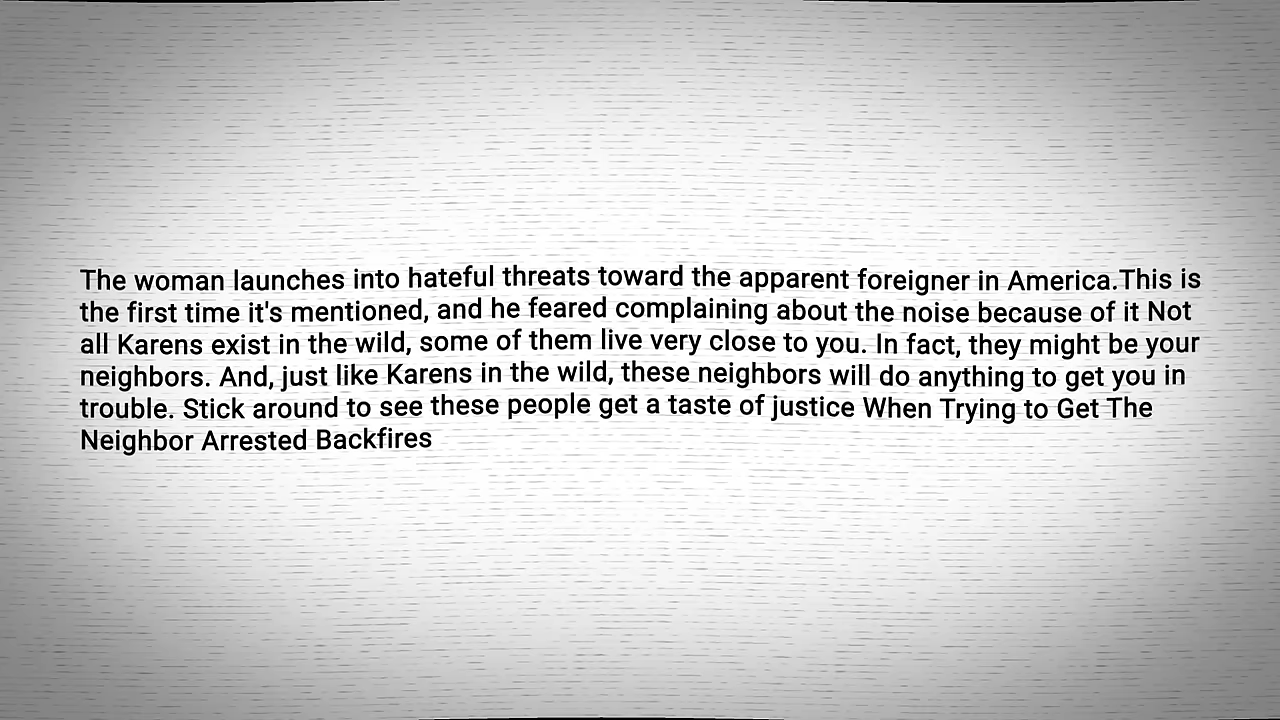 The woman launches into hateful threats toward the apparent foreigner in America.This is
the first time it's mentioned, and he feared complaining about the noise because of it Not
all Karens exist in the wild, some of them live very close to you. In fact, they might be your
neighbors. And, just like Karens in the wild, these neighbors will do anything to get you in
trouble. Stick around to see these people get a taste of justice When Trying to Get The
Neighbor Arrested Backfires